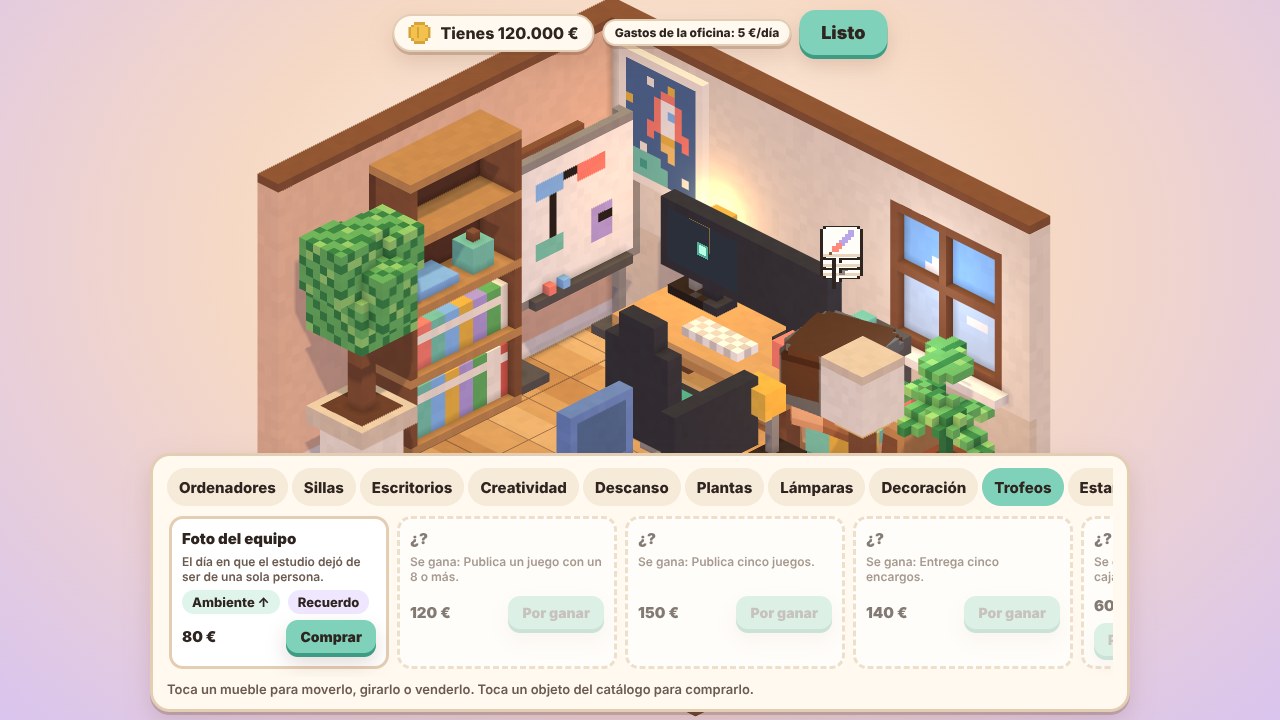 Tienes 120.000 €
Gastos de la oficina: 5 €/día
Listo
Ordenadores
Sillas
Escritorios
Creatividad
Descanso
Plantas
Lámparas
Decoración
Trofeos
Foto del equipo
El día en que el estudio dejó de
ser de una sola persona.
Ambiente ↑
Recuerdo
80 €
Comprar
¿?
Se gana: Publica un juego con un
8 o más.
120 €
Por ganar
¿?
Se gana: Publica cinco juegos.
150 €
Por ganar
¿?
Se gana: Entrega cinco
encargos.
140 €
Por ganar
¿?
Toca un mueble para moverlo, girarlo o venderlo. Toca un objeto del catálogo para comprarlo.